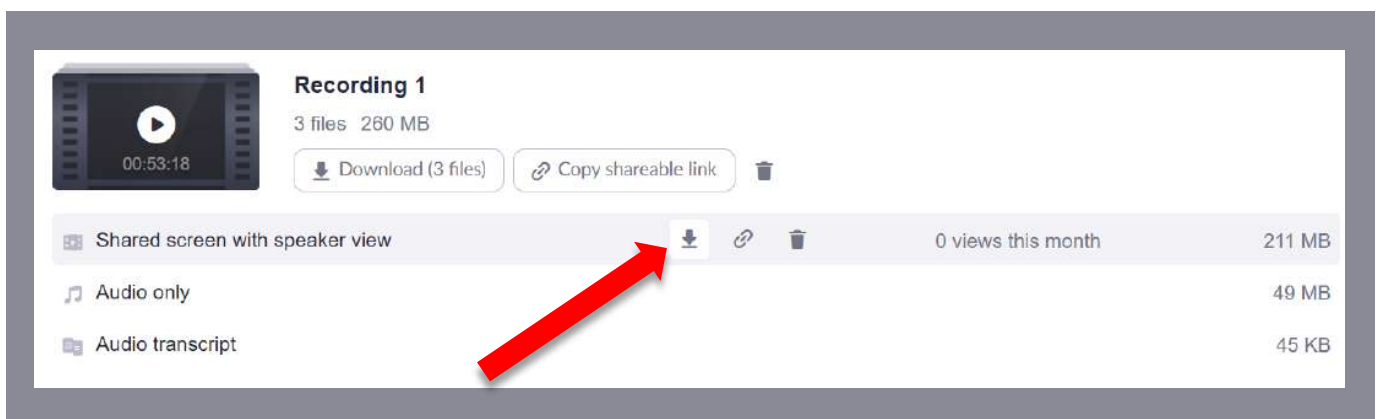 Recording 1
3 files 260 MB
00:53:18
Download (3 files) Copy shareable link
Shared screen with speaker view 0 views this month 211 MB
Audio only 49 MB
Audio transcript 45 KB